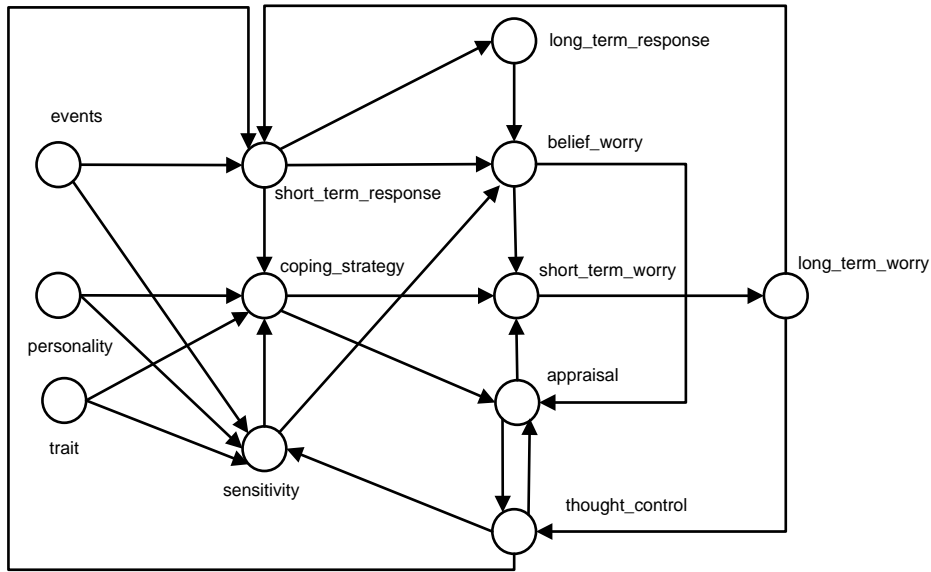 long_term_response
events
belief_worry
short_term_response
coping_strategy
short_term_worry
long_term_worry
personality
appraisal
trait
sensitivity
thought_control